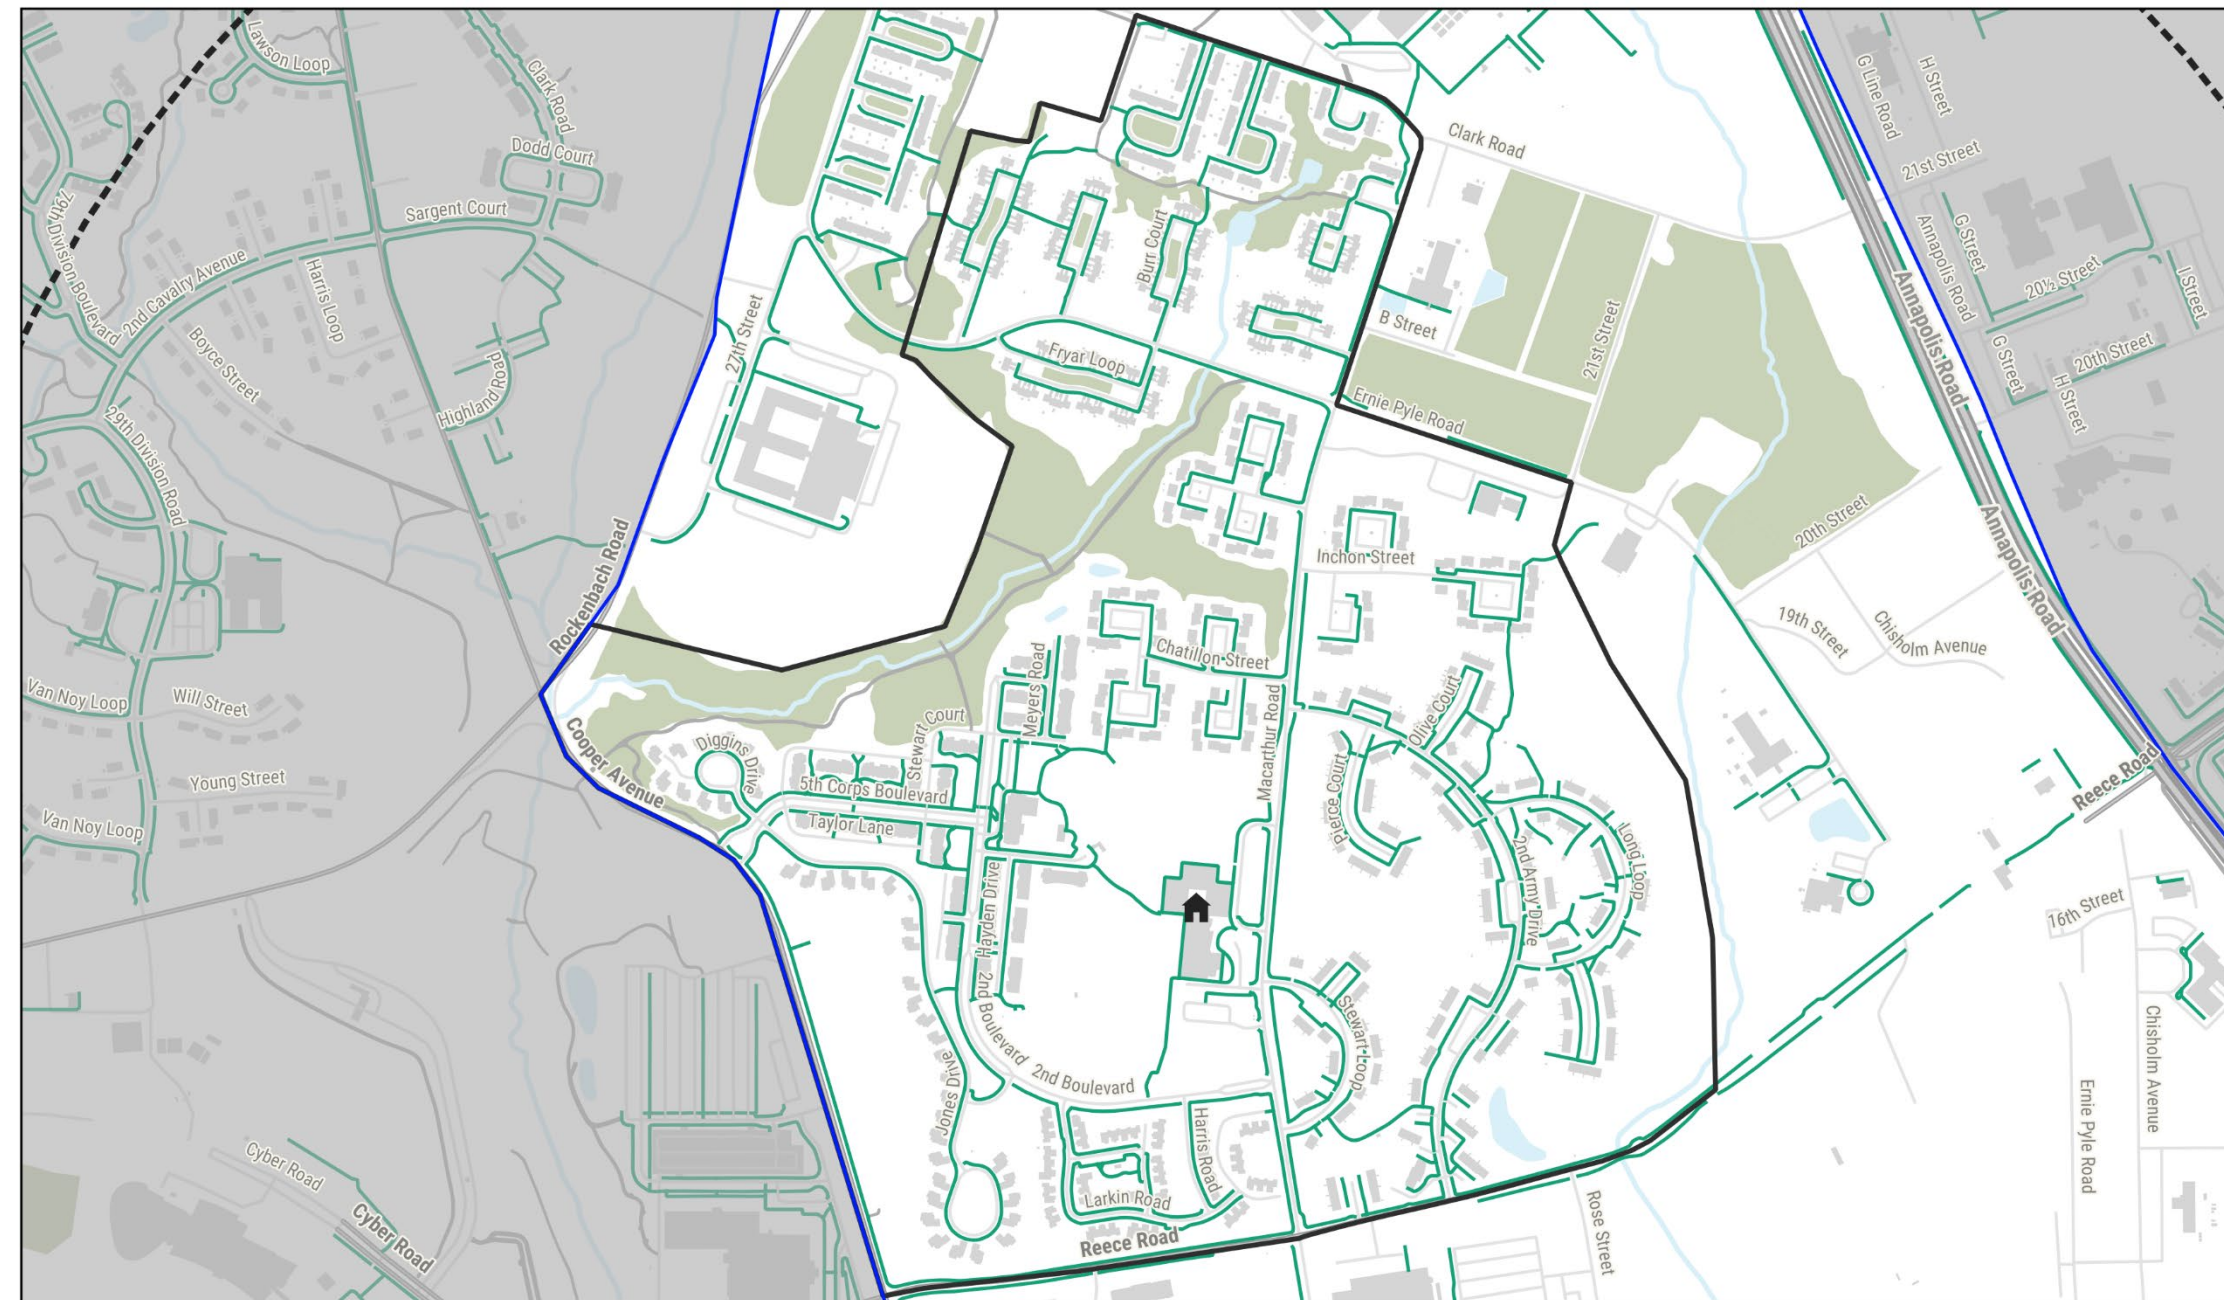 Lawson Loop
Clark Road
Dodd Court
Sargent Court
79th Division Boulevard
2nd Cavalry Avenue
Harris Loop
Boyce Street
Highland Road
29th Division Road
27th Street
Rockenbach Road
Van Noy Loop
Will Street
Young Street
Van Noy Loop
Cooper Avenue
Cyber Road
Cyber Road
Burr Court
Fryar Loop
Clark Road
B Street
21st Street
Ernie Pyle Road
Inchon Street
Chatillon Street
Meyers Road
Stewart Court
Diggins Drive
5th Corps Boulevard
Taylor Lane
Macarthur Road
Olive Court
Pierce Court
2nd Army Drive
Long Loop
Hayden Drive
2nd Boulevard
2nd Boulevard
Jones Drive
Stewart Loop
Harris Road
Larkin Road
Reece Road
Rose Street
G Line Road
H Street
21st Street
G Street
Annapolis Road
Annapolis Road
20½ Street
I Street
G Street
20th Street
H Street
Annapolis Road
20th Street
19th Street
Chisholm Avenue
Reece Road
16th Street
Chisholm Avenue
Ernie Pyle Road